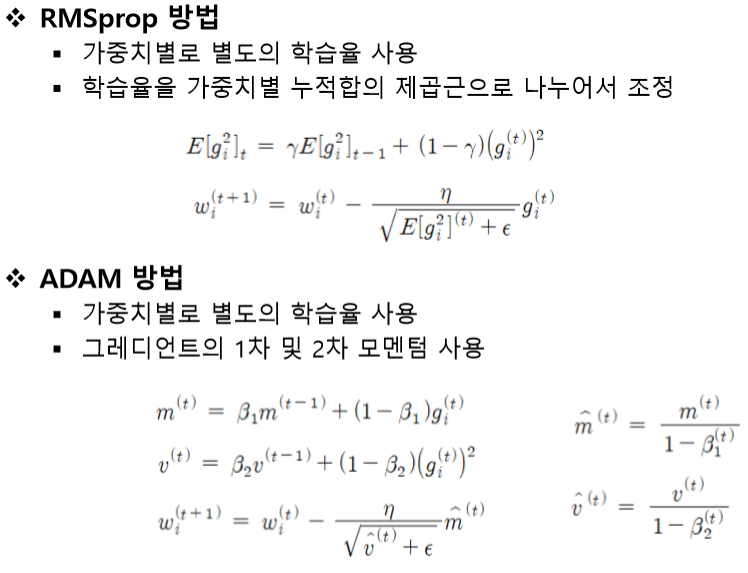 ❖ RMSprop 방법
▪ 가중치별로 별도의 학습율 사용
▪ 학습율을 가중치별 누적합의 제곱근으로 나누어서 조정
$E[g_i^2]_t = \gamma E[g_i^2]_{t-1} + (1-\gamma)(g_i^{(t)})^2$
$w_i^{(t+1)} = w_i^{(t)} - \frac{\eta}{\sqrt{E[g_i^2]^{(t)} + \epsilon}} g_i^{(t)}$
❖ ADAM 방법
▪ 가중치별로 별도의 학습율 사용
▪ 그레디언트의 1차 및 2차 모멘텀 사용
$m^{(t)} = \beta_1 m^{(t-1)} + (1-\beta_1) g_i^{(t)}$
$\hat{m}^{(t)} = \frac{m^{(t)}}{1-\beta_1^{(t)}}$
$v^{(t)} = \beta_2 v^{(t-1)} + (1-\beta_2)(g_i^{(t)})^2$
$\hat{v}^{(t)} = \frac{v^{(t)}}{1-\beta_2^{(t)}}$
$w_i^{(t+1)} = w_i^{(t)} - \frac{\eta}{\sqrt{\hat{v}^{(t)} + \epsilon}} \hat{m}^{(t)}$